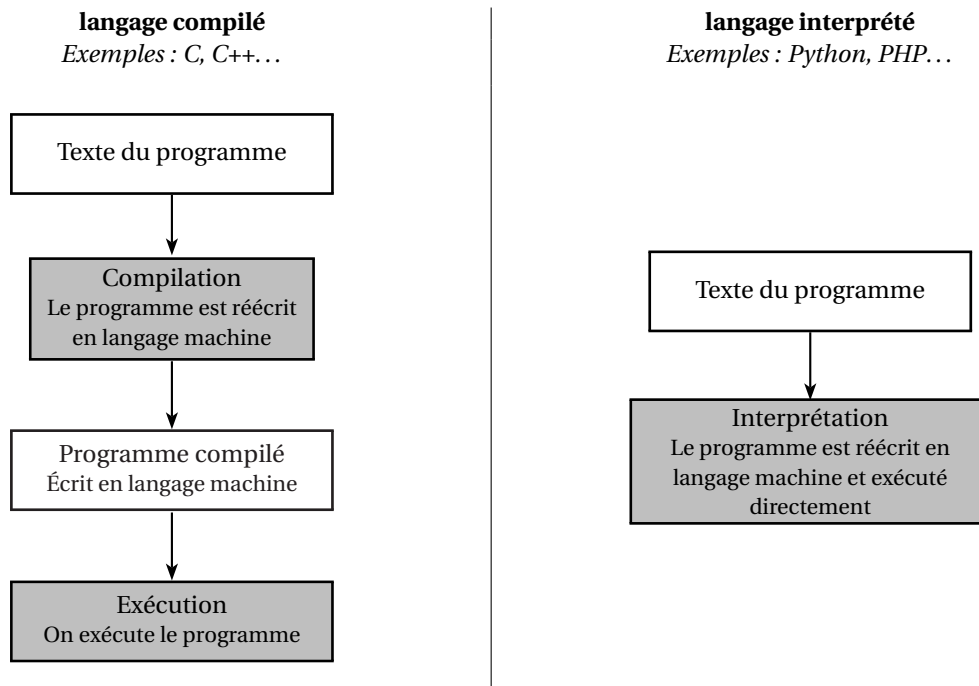 langage compilé
Exemples : C, C++...
Texte du programme
Compilation
Le programme est réécrit
en langage machine
Programme compilé
Écrit en langage machine
Exécution
On exécute le programme
langage interprété
Exemples : Python, PHP...
Texte du programme
Interprétation
Le programme est réécrit en
langage machine et exécuté
directement